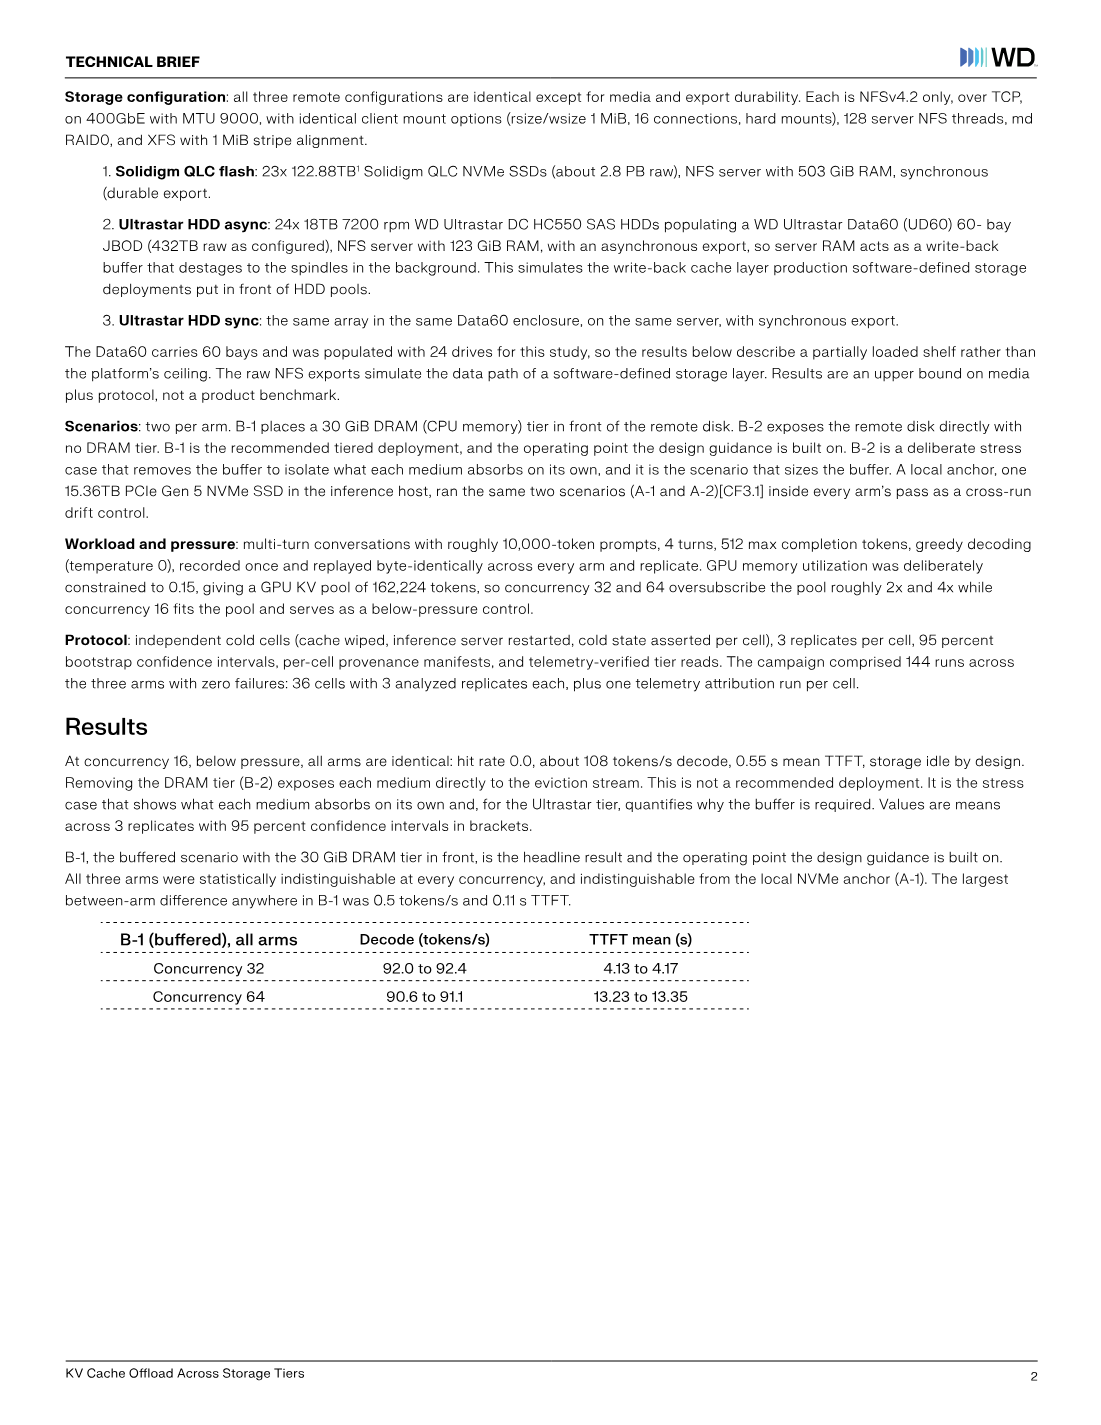 TECHNICAL BRIEF
WD
Storage configuration: all three remote configurations are identical except for media and export durability. Each is NFSv4.2 only, over TCP,
on 400GbE with MTU 9000, with identical client mount options (rsize/wsize 1 MiB, 16 connections, hard mounts), 128 server NFS threads, md
RAID0, and XFS with 1 MiB stripe alignment.
1. Solidigm QLC flash: 23x 122.88TB¹ Solidigm QLC NVMe SSDs (about 2.8 PB raw), NFS server with 503 GiB RAM, synchronous
(durable export.
2. Ultrastar HDD async: 24x 18TB 7200 rpm WD Ultrastar DC HC550 SAS HDDs populating a WD Ultrastar Data60 (UD60) 60- bay
JBOD (432TB raw as configured), NFS server with 123 GiB RAM, with an asynchronous export, so server RAM acts as a write-back
buffer that destages to the spindles in the background. This simulates the write-back cache layer production software-defined storage
deployments put in front of HDD pools.
3. Ultrastar HDD sync: the same array in the same Data60 enclosure, on the same server, with synchronous export.
The Data60 carries 60 bays and was populated with 24 drives for this study, so the results below describe a partially loaded shelf rather than
the platform's ceiling. The raw NFS exports simulate the data path of a software-defined storage layer. Results are an upper bound on media
plus protocol, not a product benchmark.
Scenarios: two per arm. B-1 places a 30 GiB DRAM (CPU memory) tier in front of the remote disk. B-2 exposes the remote disk directly with
no DRAM tier. B-1 is the recommended tiered deployment, and the operating point the design guidance is built on. B-2 is a deliberate stress
case that removes the buffer to isolate what each medium absorbs on its own, and it is the scenario that sizes the buffer. A local anchor, one
15.36TB PCIe Gen 5 NVMe SSD in the inference host, ran the same two scenarios (A-1 and A-2)[CF3.1] inside every arm's pass as a cross-run
drift control.
Workload and pressure: multi-turn conversations with roughly 10,000-token prompts, 4 turns, 512 max completion tokens, greedy decoding
(temperature 0), recorded once and replayed byte-identically across every arm and replicate. GPU memory utilization was deliberately
constrained to 0.15, giving a GPU KV pool of 162,224 tokens, so concurrency 32 and 64 oversubscribe the pool roughly 2x and 4x while
concurrency 16 fits the pool and serves as a below-pressure control.
Protocol: independent cold cells (cache wiped, inference server restarted, cold state asserted per cell), 3 replicates per cell, 95 percent
bootstrap confidence intervals, per-cell provenance manifests, and telemetry-verified tier reads. The campaign comprised 144 runs across
the three arms with zero failures: 36 cells with 3 analyzed replicates each, plus one telemetry attribution run per cell.
Results
At concurrency 16, below pressure, all arms are identical: hit rate 0.0, about 108 tokens/s decode, 0.55 s mean TTFT, storage idle by design.
Removing the DRAM tier (B-2) exposes each medium directly to the eviction stream. This is not a recommended deployment. It is the stress
case that shows what each medium absorbs on its own and, for the Ultrastar tier, quantifies why the buffer is required. Values are means
across 3 replicates with 95 percent confidence intervals in brackets.
B-1, the buffered scenario with the 30 GiB DRAM tier in front, is the headline result and the operating point the design guidance is built on.
All three arms were statistically indistinguishable at every concurrency, and indistinguishable from the local NVMe anchor (A-1). The largest
between-arm difference anywhere in B-1 was 0.5 tokens/s and 0.11 s TTFT.
B-1 (buffered), all arms Decode (tokens/s) TTFT mean (s)
Concurrency 32 92.0 to 92.4 4.13 to 4.17
Concurrency 64 90.6 to 91.1 13.23 to 13.35
KV Cache Offload Across Storage Tiers 2